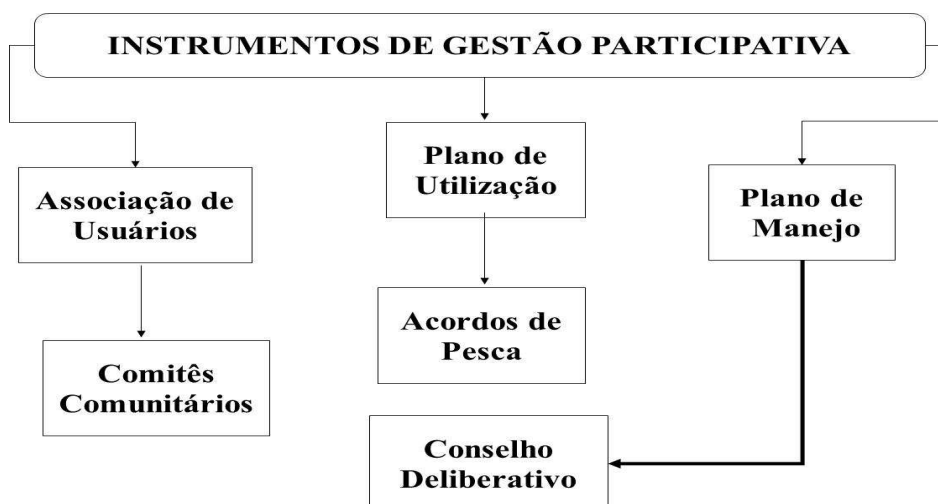 INSTRUMENTOS DE GESTÃO PARTICIPATIVA
Associação de
Usuários
Comitês
Comunitários
Plano de
Utilização
Acordos de
Pesca
Plano de
Manejo
Conselho
Deliberativo